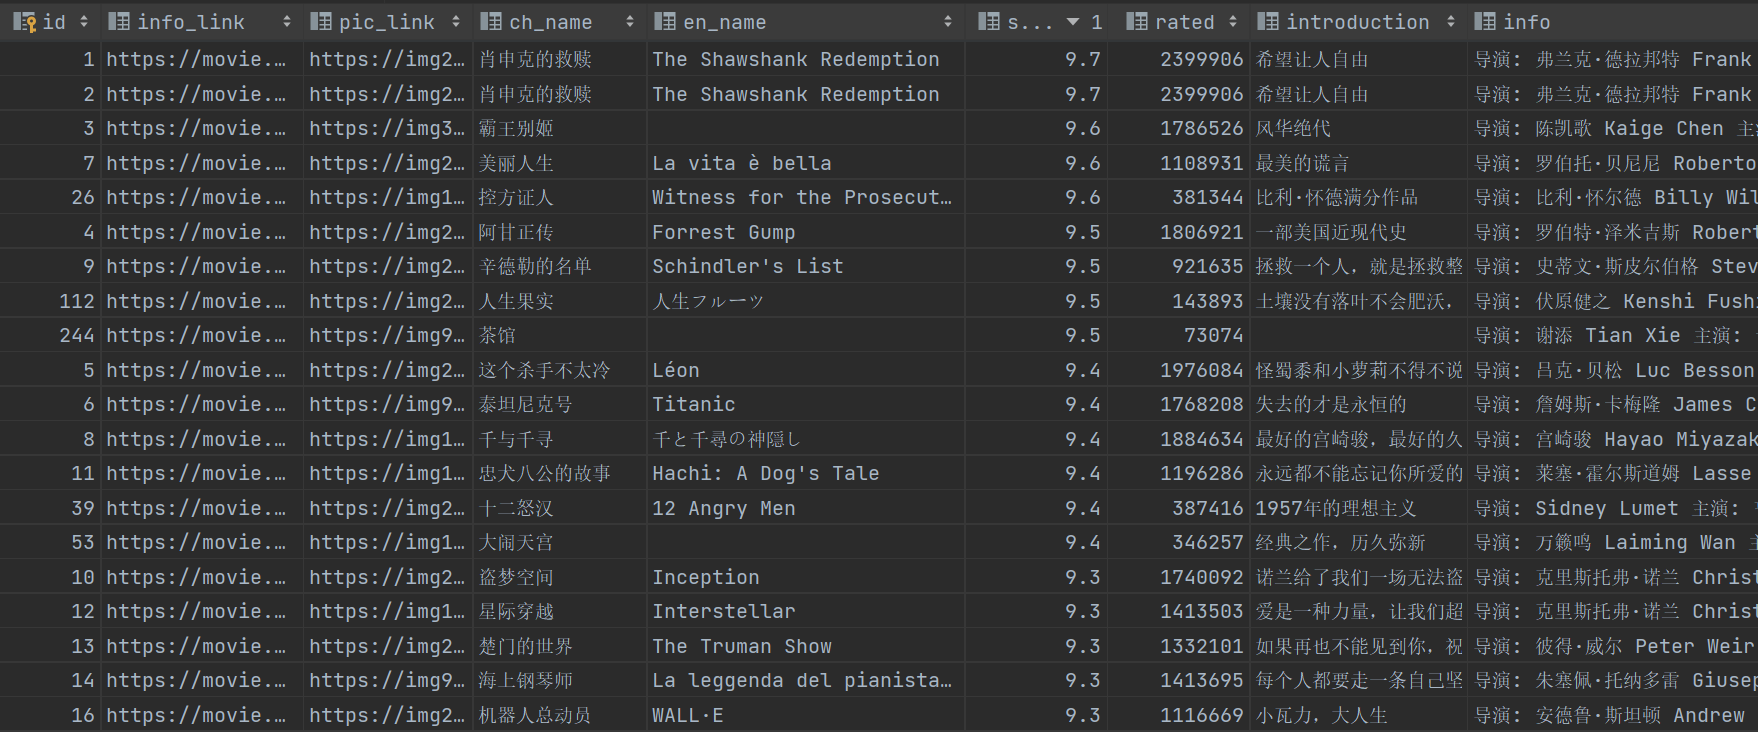 id info_link pic_link ch_name en_name s... 1 rated introduction info
1 https://movie.… https://img2… 肖申克的救赎 The Shawshank Redemption 9.7 2399906 希望让人自由 导演: 弗兰克·德拉邦特 Frank
2 https://movie.… https://img2… 肖申克的救赎 The Shawshank Redemption 9.7 2399906 希望让人自由 导演: 弗兰克·德拉邦特 Frank
3 https://movie.… https://img3… 霸王别姬 9.6 1786526 风华绝代 导演: 陈凯歌 Kaige Chen
7 https://movie.… https://img2… 美丽人生 La vita è bella 9.6 1108931 最美的谎言 导演: 罗伯托·贝尼尼 Roberto
26 https://movie.… https://img1… 控方证人 Witness for the Prosecut… 9.6 381344 比利·怀德满分作品 导演: 比利·怀尔德 Billy Wil
4 https://movie.… https://img2… 阿甘正传 Forrest Gump 9.5 1806921 一部美国近现代史 导演: 罗伯特·泽米吉斯 Robert
9 https://movie.… https://img2… 辛德勒的名单 Schindler's List 9.5 921635 拯救一个人，就是拯救整 导演: 史蒂文·斯皮尔伯格 Stev
112 https://movie.… https://img2… 人生果实 人生フルーツ 9.5 143893 土壤没有落叶不会肥沃， 导演: 伏原健之 Kenshi Fushi
244 https://movie.… https://img9… 茶馆 9.5 73074 导演: 谢添 Tian Xie 主演:
5 https://movie.… https://img2… 这个杀手不太冷 Léon 9.4 1976084 怪蜀黍和小萝莉不得不说 导演: 吕克·贝松 Luc Besson
6 https://movie.… https://img9… 泰坦尼克号 Titanic 9.4 1768208 失去的才是永恒的 导演: 詹姆斯·卡梅隆 James C
8 https://movie.… https://img1… 千与千寻 千と千尋の神隠し 9.4 1884634 最好的宫崎骏，最好的久 导演: 宫崎骏 Hayao Miyazak
11 https://movie.… https://img1… 忠犬八公的故事 Hachi: A Dog's Tale 9.4 1196286 永远都不能忘记你所爱的 导演: 莱塞·霍尔斯道姆 Lasse
39 https://movie.… https://img2… 十二怒汉 12 Angry Men 9.4 387416 1957年的理想主义 导演: Sidney Lumet 主演:
53 https://movie.… https://img1… 大闹天宫 9.4 346257 经典之作，历久弥新 导演: 万籁鸣 Laiming Wan
10 https://movie.… https://img2… 盗梦空间 Inception 9.3 1740092 诺兰给了我们一场无法盗 导演: 克里斯托弗·诺兰 Christ
12 https://movie.… https://img1… 星际穿越 Interstellar 9.3 1413503 爱是一种力量，让我们超 导演: 克里斯托弗·诺兰 Christ
13 https://movie.… https://img2… 楚门的世界 The Truman Show 9.3 1332101 如果再也不能见到你，祝 导演: 彼得·威尔 Peter Weir
14 https://movie.… https://img9… 海上钢琴师 La leggenda del pianista… 9.3 1413695 每个人都要走一条自己坚 导演: 朱塞佩·托纳多雷 Giusep
16 https://movie.… https://img2… 机器人总动员 WALL·E 9.3 1116669 小瓦力，大人生 导演: 安德鲁·斯坦顿 Andrew